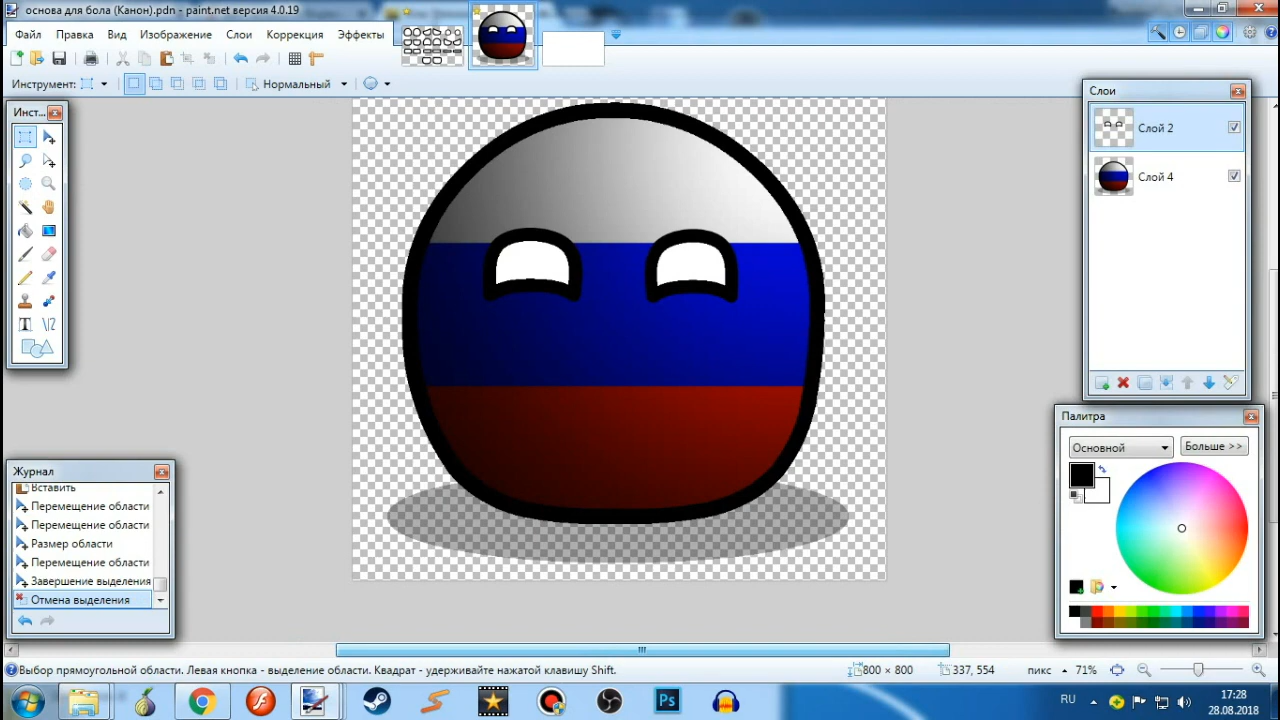 основа для бола (Канон).pdn - paint.net версия 4.0.19
Файл Правка Вид Изображение Слои Коррекция Эффекты
Инструмент: Нормальный
Инст...
Слои
Слой 2
Слой 4
Палитра
Основной Больше >>
Журнал
Вставить
Перемещение области
Перемещение области
Размер области
Перемещение области
Завершение выделения
Отмена выделения
Выбор прямоугольной области. Левая кнопка - выделение области. Квадрат - удерживайте нажатой клавишу Shift. 800 × 800 337, 554 пикс 71%
Ps RU 17:28
28.08.2018